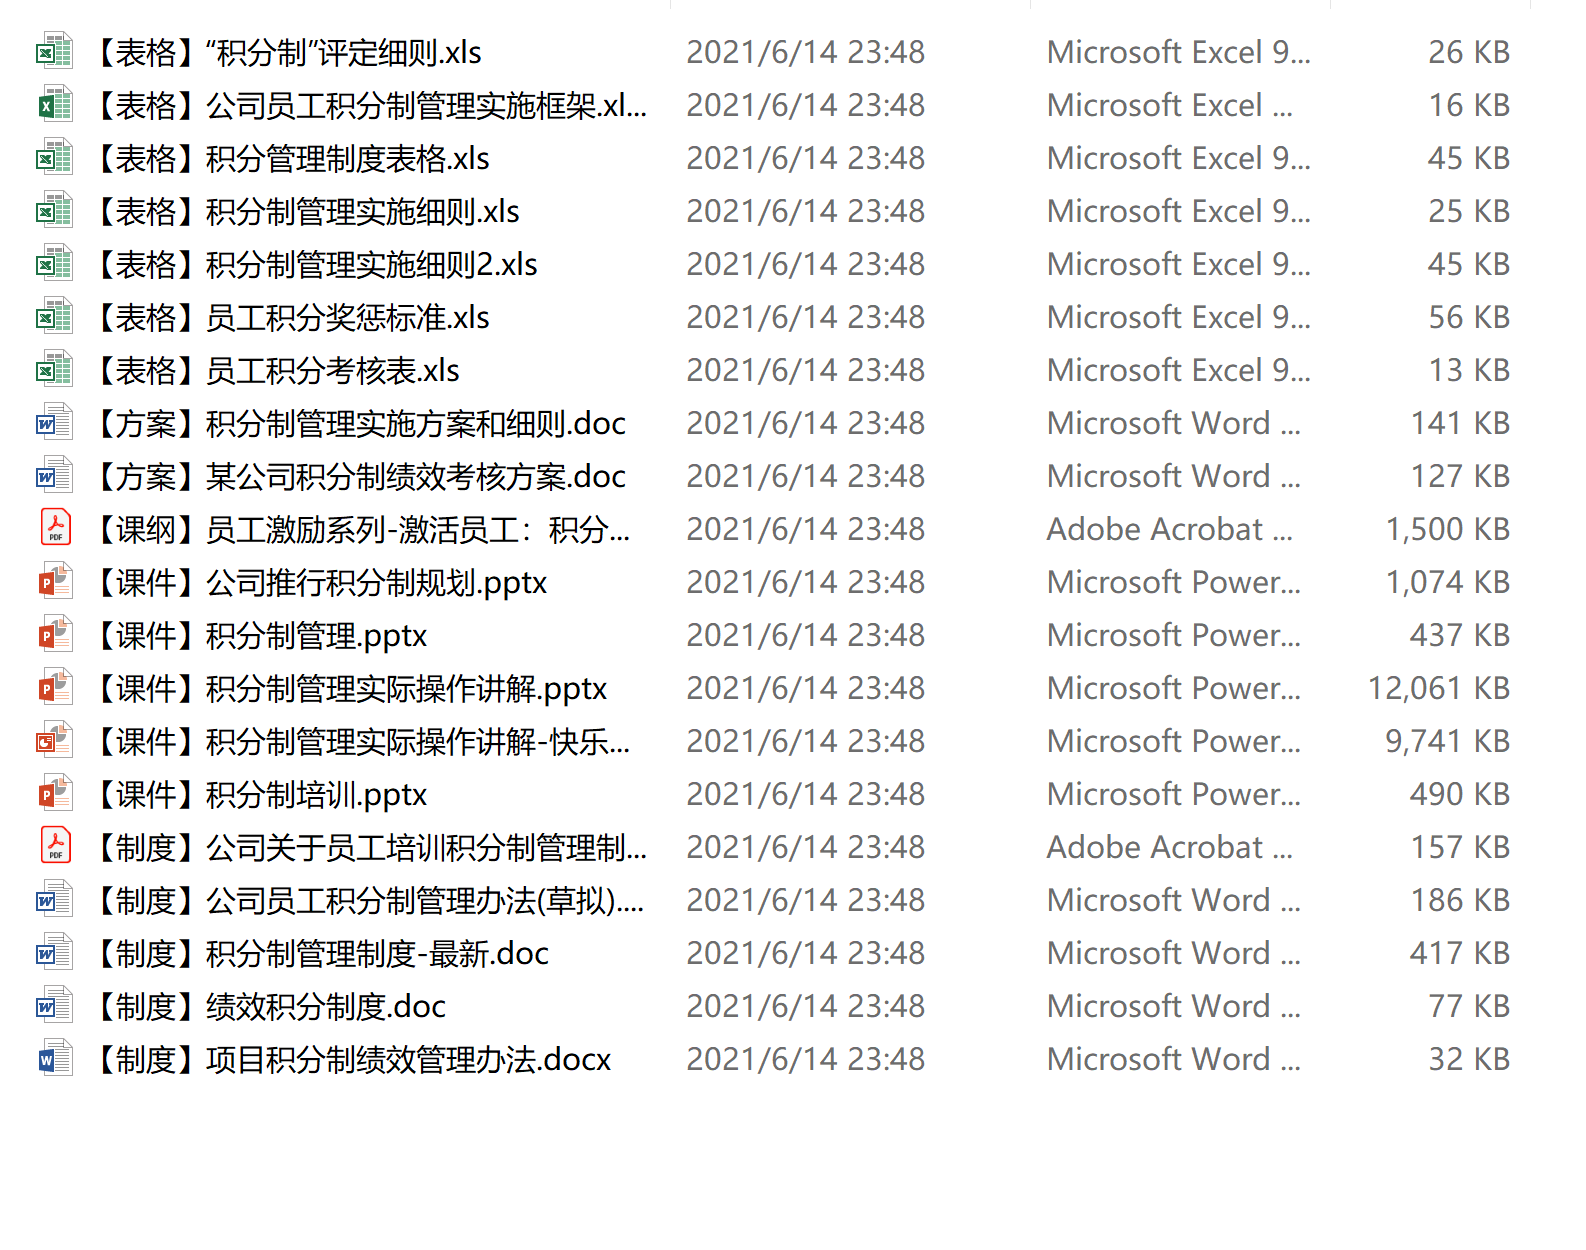 【表格】“积分制”评定细则.xls 2021/6/14 23:48 Microsoft Excel 9... 26 KB
【表格】公司员工积分制管理实施框架.xl... 2021/6/14 23:48 Microsoft Excel ... 16 KB
【表格】积分管理制度表格.xls 2021/6/14 23:48 Microsoft Excel 9... 45 KB
【表格】积分制管理实施细则.xls 2021/6/14 23:48 Microsoft Excel 9... 25 KB
【表格】积分制管理实施细则2.xls 2021/6/14 23:48 Microsoft Excel 9... 45 KB
【表格】员工积分奖惩标准.xls 2021/6/14 23:48 Microsoft Excel 9... 56 KB
【表格】员工积分考核表.xls 2021/6/14 23:48 Microsoft Excel 9... 13 KB
【方案】积分制管理实施方案和细则.doc 2021/6/14 23:48 Microsoft Word ... 141 KB
【方案】某公司积分制绩效考核方案.doc 2021/6/14 23:48 Microsoft Word ... 127 KB
【课纲】员工激励系列-激活员工：积分... 2021/6/14 23:48 Adobe Acrobat ... 1,500 KB
【课件】公司推行积分制规划.pptx 2021/6/14 23:48 Microsoft Power... 1,074 KB
【课件】积分制管理.pptx 2021/6/14 23:48 Microsoft Power... 437 KB
【课件】积分制管理实际操作讲解.pptx 2021/6/14 23:48 Microsoft Power... 12,061 KB
【课件】积分制管理实际操作讲解-快乐... 2021/6/14 23:48 Microsoft Power... 9,741 KB
【课件】积分制培训.pptx 2021/6/14 23:48 Microsoft Power... 490 KB
【制度】公司关于员工培训积分制管理制... 2021/6/14 23:48 Adobe Acrobat ... 157 KB
【制度】公司员工积分制管理办法(草拟).... 2021/6/14 23:48 Microsoft Word ... 186 KB
【制度】积分制管理制度-最新.doc 2021/6/14 23:48 Microsoft Word ... 417 KB
【制度】绩效积分制度.doc 2021/6/14 23:48 Microsoft Word ... 77 KB
【制度】项目积分制绩效管理办法.docx 2021/6/14 23:48 Microsoft Word ... 32 KB